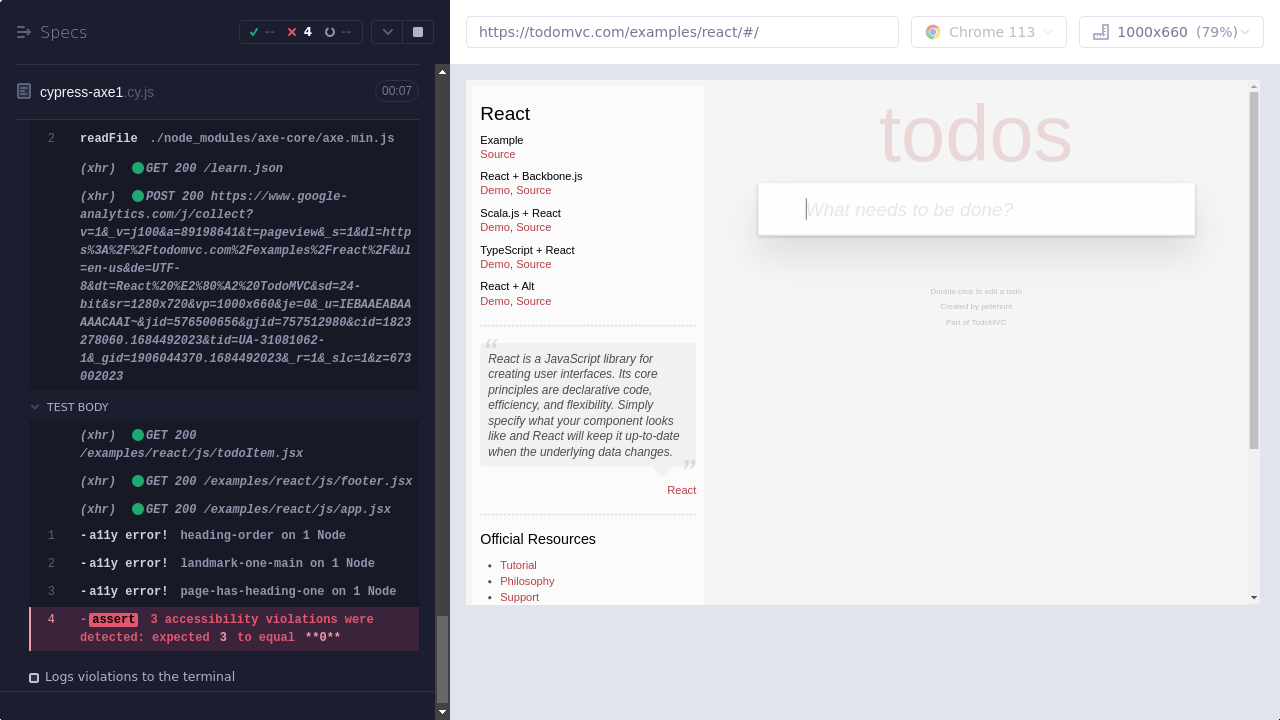 Specs
--
4
--
cypress-axe1.cy.js
00:07
2 readFile ./node_modules/axe-core/axe.min.js
(xhr) GET 200 /learn.json
(xhr) POST 200 https://www.google-
analytics.com/j/collect?
v=1&_v=j100&a=89198641&t=pageview&_s=1&dl=http
s%3A%2F%2Ftodomvc.com%2Fexamples%2Freact%2F&ul
=en-us&de=UTF-
8&dt=React%20%E2%80%A2%20TodoMVC&sd=24-
bit&sr=1280x720&vp=1000x660&je=0&_u=IEBAAEABAA
AAACAAI~&jid=576500656&gjid=757512980&cid=1823
278060.1684492023&tid=UA-31081062-
1&_gid=1906044370.1684492023&_r=1&_slc=1&z=673
002023
TEST BODY
(xhr) GET 200
/examples/react/js/todoItem.jsx
(xhr) GET 200 /examples/react/js/footer.jsx
(xhr) GET 200 /examples/react/js/app.jsx
1 -a11y error! heading-order on 1 Node
2 -a11y error! landmark-one-main on 1 Node
3 -a11y error! page-has-heading-one on 1 Node
4 -assert 3 accessibility violations were
detected: expected 3 to equal **0**
Logs violations to the terminal
https://todomvc.com/examples/react/#/
Chrome 113
1000x660 (79%)
React
Example
Source
React + Backbone.js
Demo, Source
Scala.js + React
Demo, Source
TypeScript + React
Demo, Source
React + Alt
Demo, Source
“
React is a JavaScript library for
creating user interfaces. Its core
principles are declarative code,
efficiency, and flexibility. Simply
specify what your component looks
like and React will keep it up-to-date
when the underlying data changes.
”
React
Official Resources
• Tutorial
• Philosophy
• Support
todos
What needs to be done?
Double-click to edit a todo
Created by petehunt
Part of TodoMVC